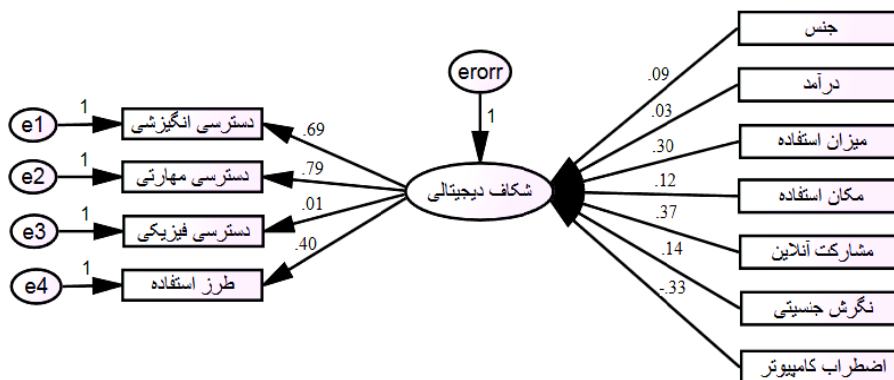 جنس
.09
erorr
درآمد
.03
1
e1
1
دسترسی انگیزشی
.69
میزان استفاده
.30
e2
1
دسترسی مهارتی
.79
شکاف دیجیتالی
.12
مکان استفاده
e3
1
دسترسی فیزیکی
.01
.37
مشارکت آنلاین
e4
1
طرز استفاده
.40
.14
نگرش جنسیتی
-.33
اضطراب کامپیوتر